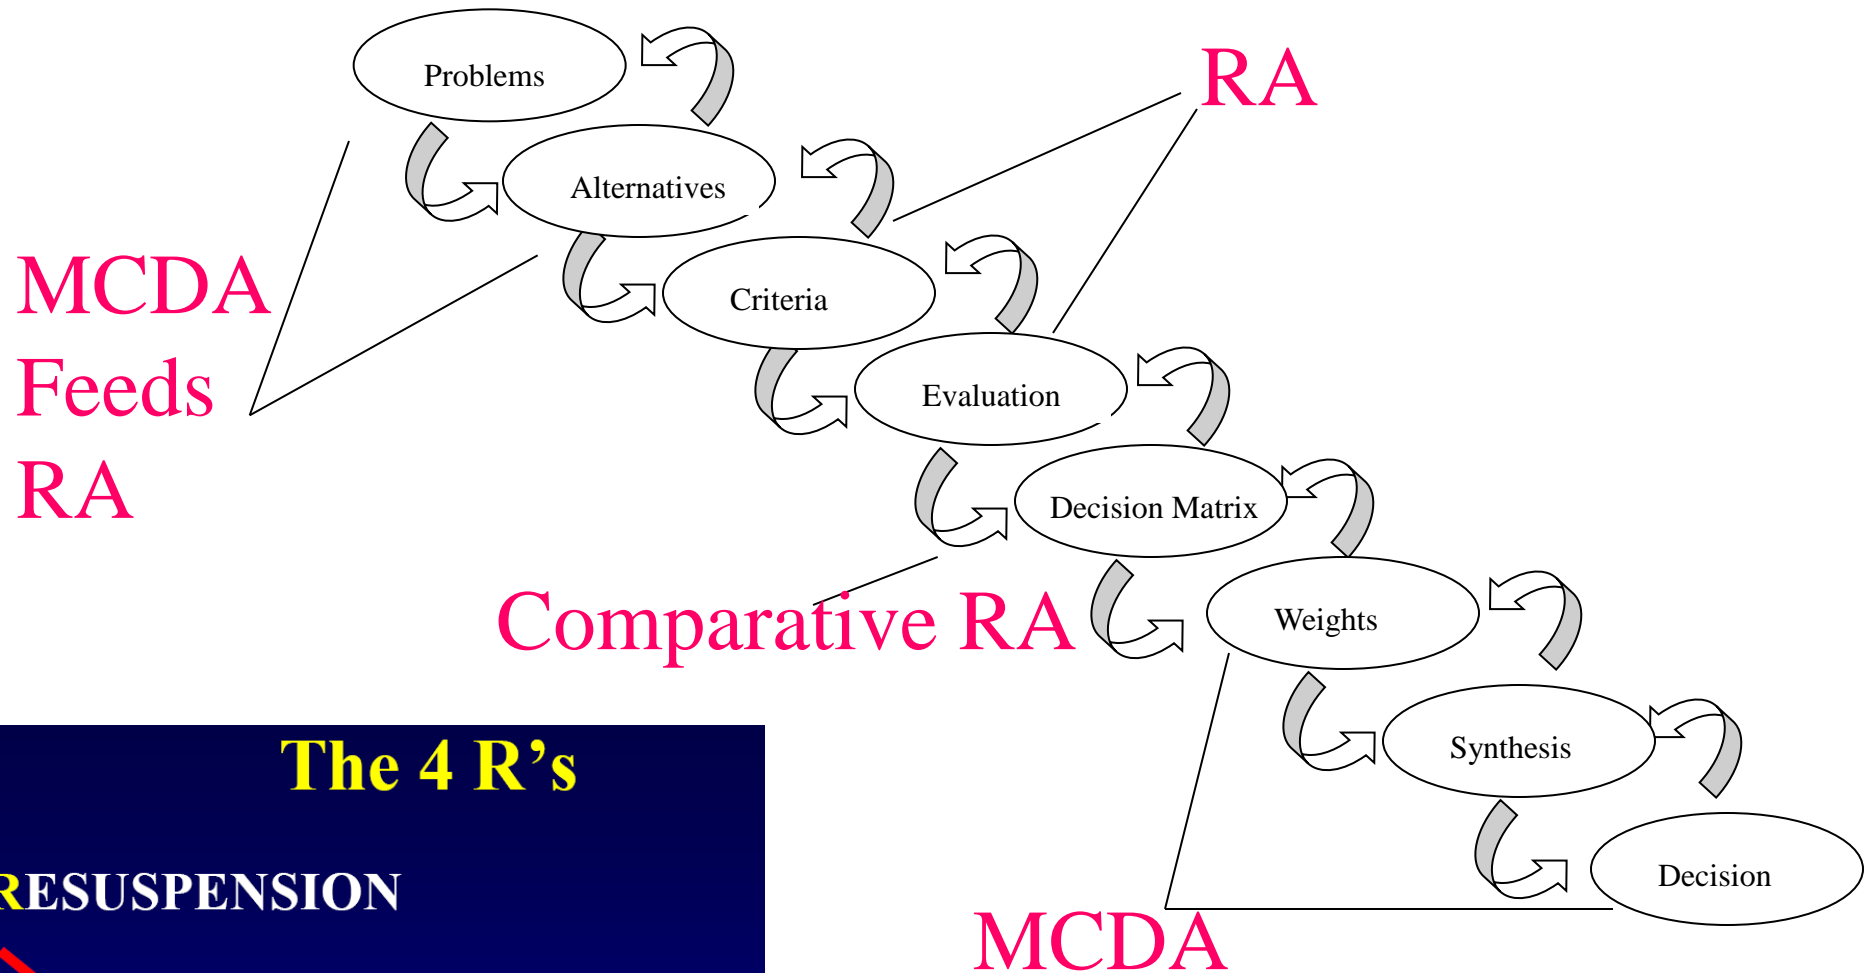 Problems
RA
Alternatives
MCDA
Feeds
RA
Criteria
Evaluation
Decision Matrix
Comparative RA
Weights
Synthesis
Decision
MCDA
The 4 R’s
RESUSPENSION